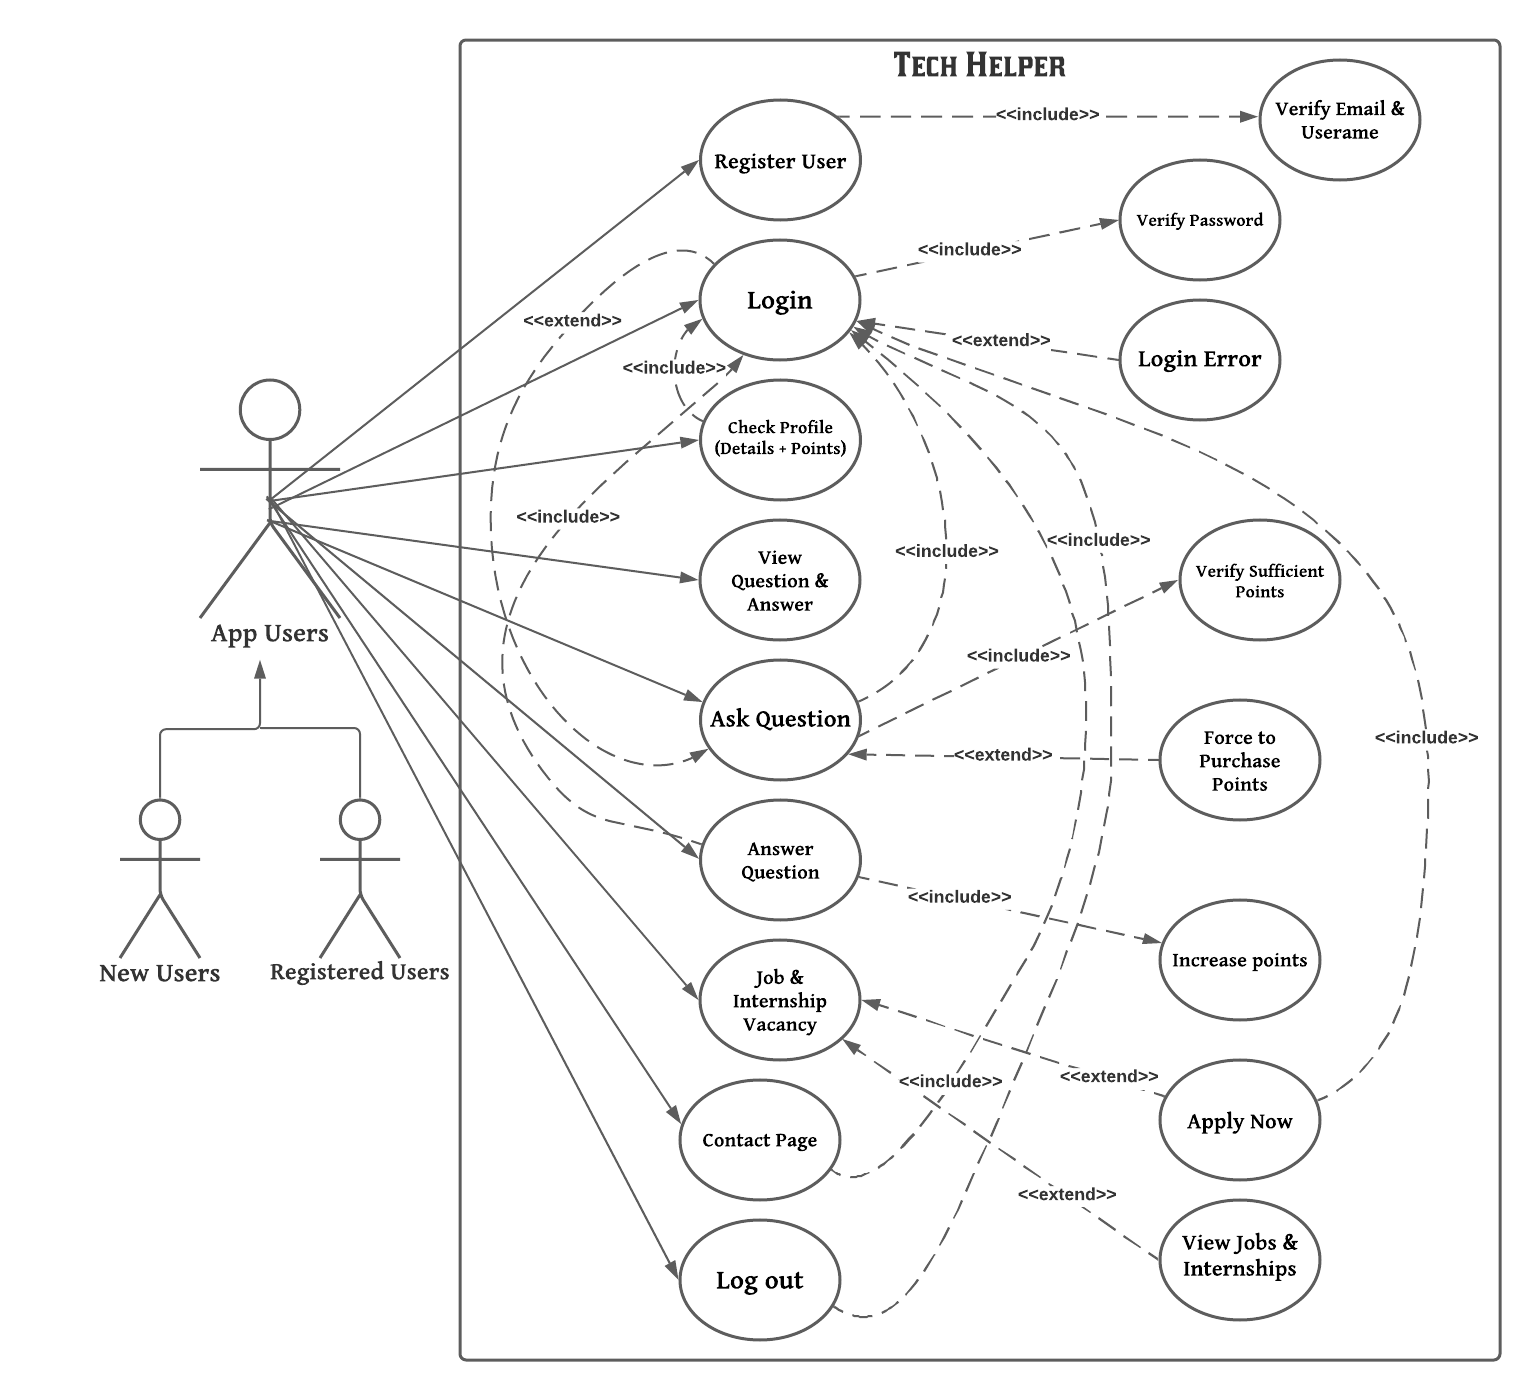 TECH HELPER
Verify Email &
Userame
<<include>>
Register User
Verify Password
<<include>>
Login
<<extend>>
<<extend>>
Login Error
<<include>>
Check Profile
(Details + Points)
<<include>>
<<include>>
<<include>>
View
Question &
Answer
Verify Sufficient
Points
App Users
<<include>>
Ask Question
<<extend>>
Force to
Purchase
Points
<<include>>
Answer
Question
<<include>>
Increase points
New Users
Registered Users
Job &
Internship
Vacancy
<<include>>
<<extend>>
Apply Now
Contact Page
<<extend>>
View Jobs &
Internships
Log out